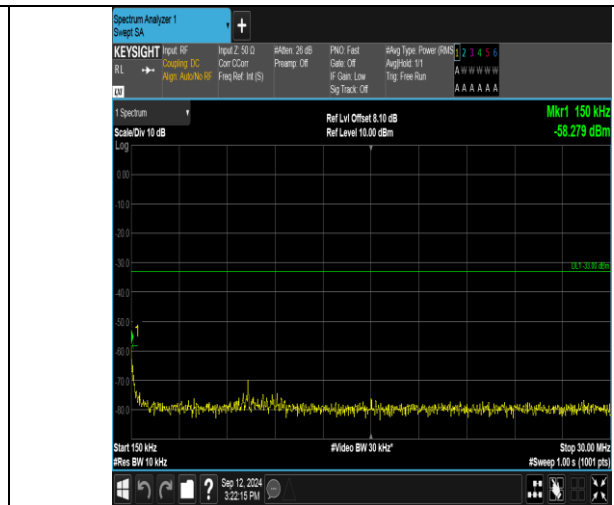 Spectrum Analyzer 1
Swept SA
+
KEYSIGHT Input: RF Input Z: 50 Ω #Atten: 26 dB PNO: Fast #Avg Type: Power (RMS 1 2 3 4 5 6
RL Coupling: DC Corr CCorr Preamp: Off Gate: Off Avg|Hold: 1/1 A W W W W W
Align: Auto/No RF Freq Ref: Int (S) IF Gain: Low Trig: Free Run
LXI Sig Track: Off A A A A A A
1 Spectrum Ref Lvl Offset 8.10 dB Mkr1 150 kHz
Scale/Div 10 dB Ref Level 10.00 dBm -58.279 dBm
Log
0.00
-10.0
-20.0
-30.0
DL1 -33.00 dBm
-40.0
-50.0
1
-60.0
-70.0
-80.0
Start 150 kHz #Video BW 30 kHz* Stop 30.00 MHz
#Res BW 10 kHz #Sweep 1.00 s (1001 pts)
? Sep 12, 2024
3:22:15 PM